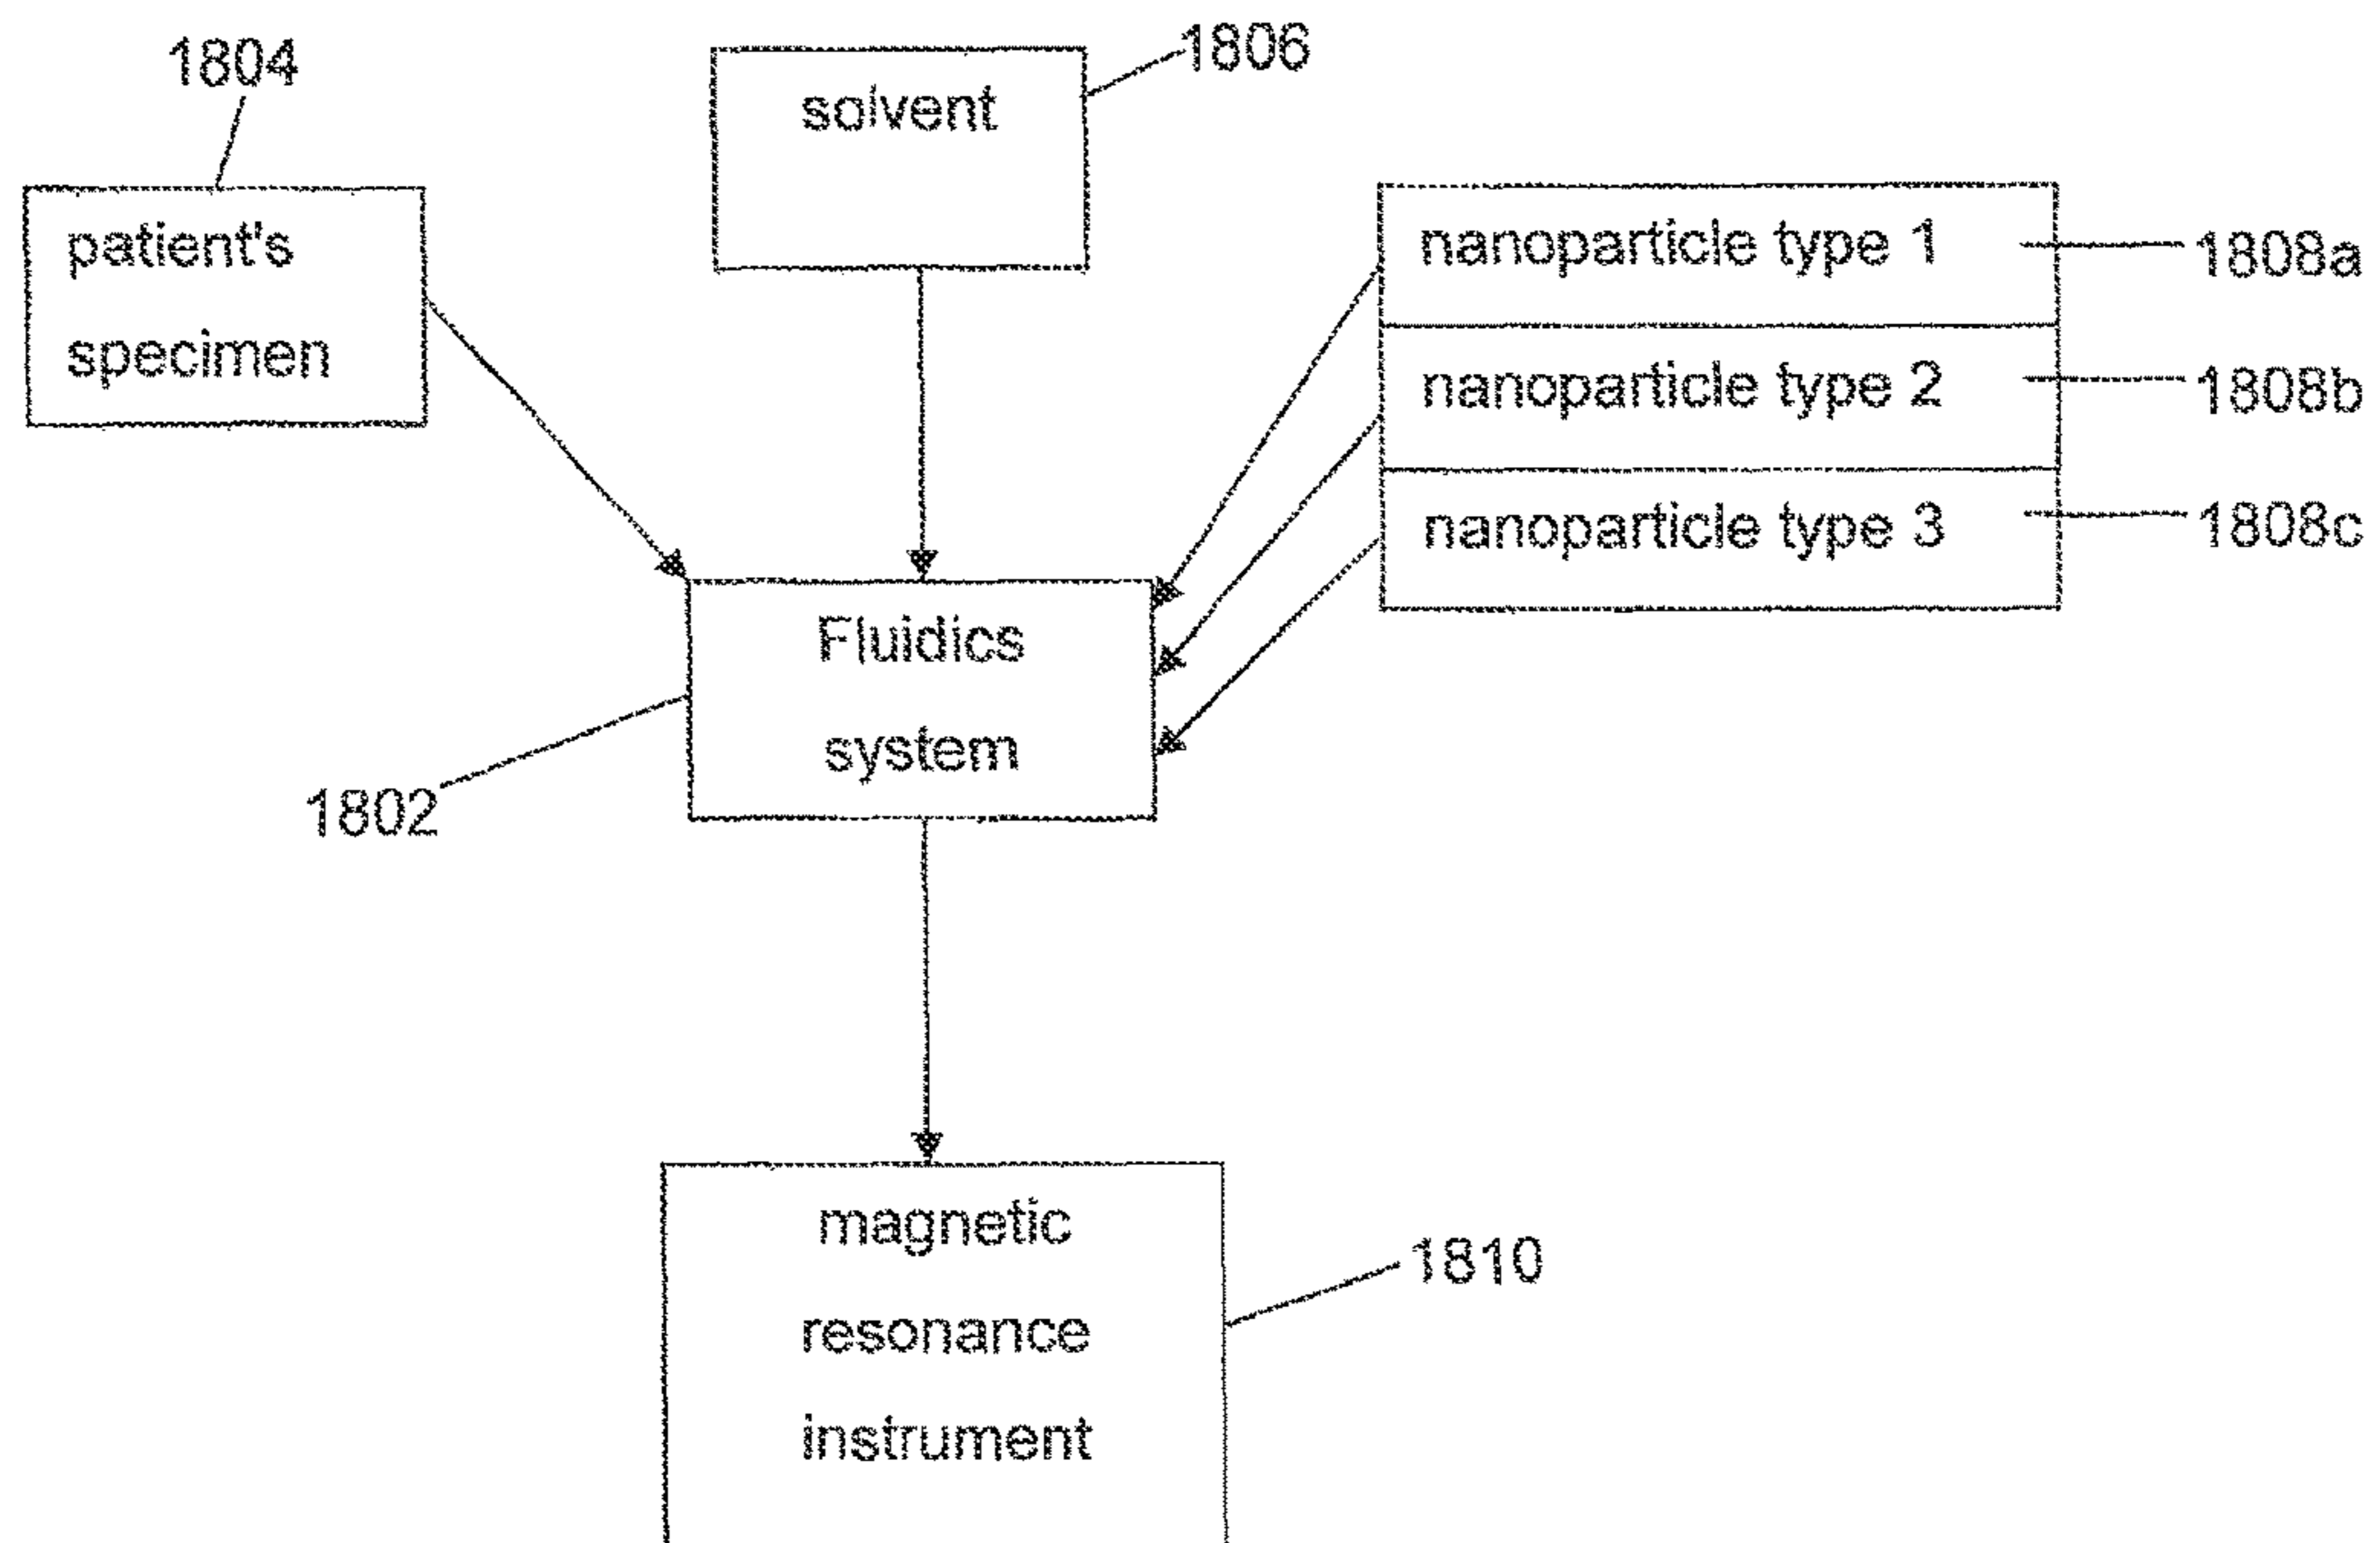 1804
1806
solvent
patient's
specimen
nanoparticle type 1
1808a
nanoparticle type 2
1808b
nanoparticle type 3
1808c
Fluidics
system
1802
magnetic
resonance
instrument
1810